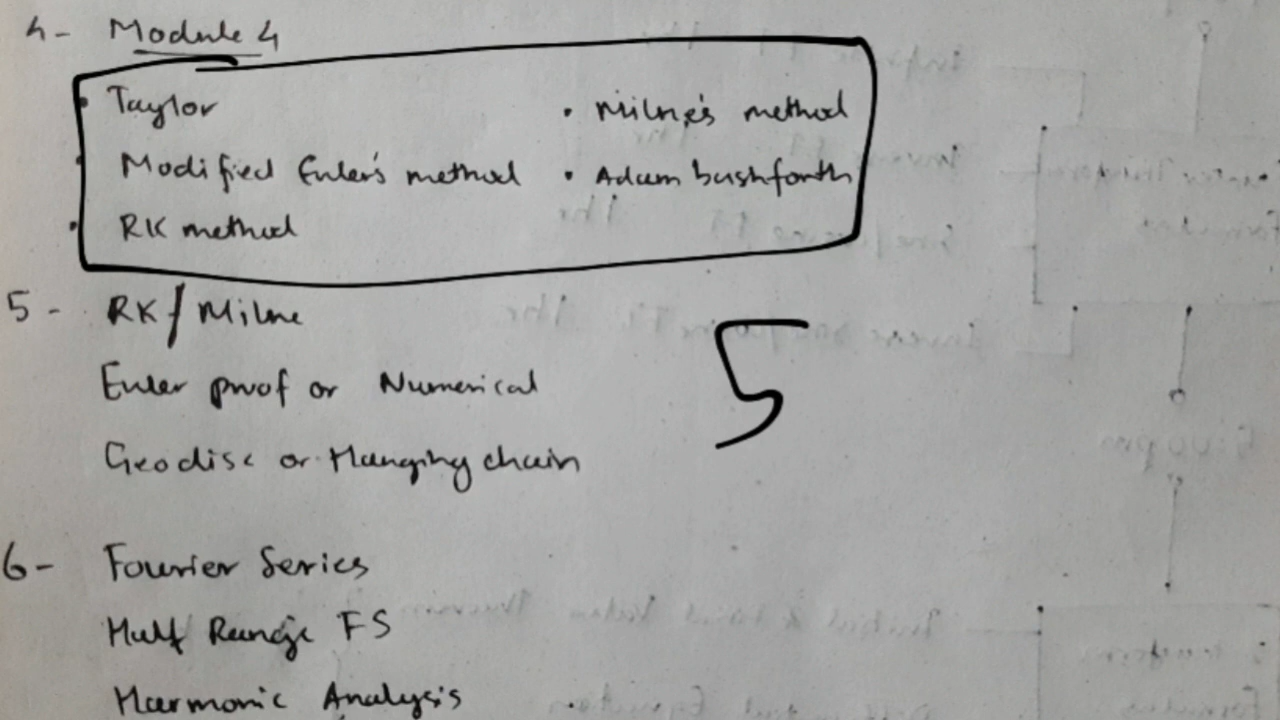 4- Module 4
• Taylor • Milne's method
• Modified Euler's method • Adam bushforth
• RK method
5 - RK / Milne
5
Euler proof or Numerical
Geodisc or Hanging chain
6- Fourier Series
Half Range FS
Harmonic Analysis